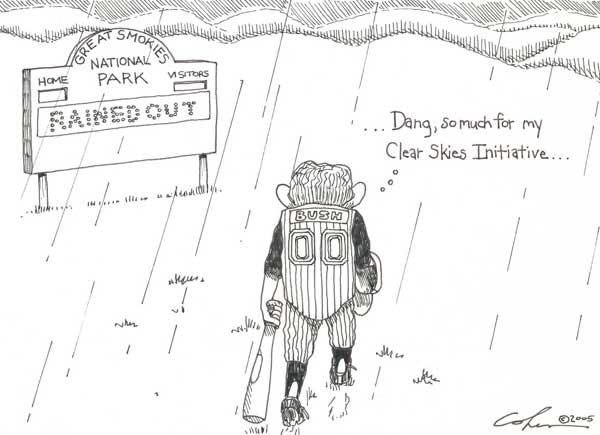 GREAT SMOKIES
NATIONAL
PARK
HOME
VISITORS
RAINED OUT
... Dang, so much for my
Clear Skies Initiative....
BUSH
00
©2005